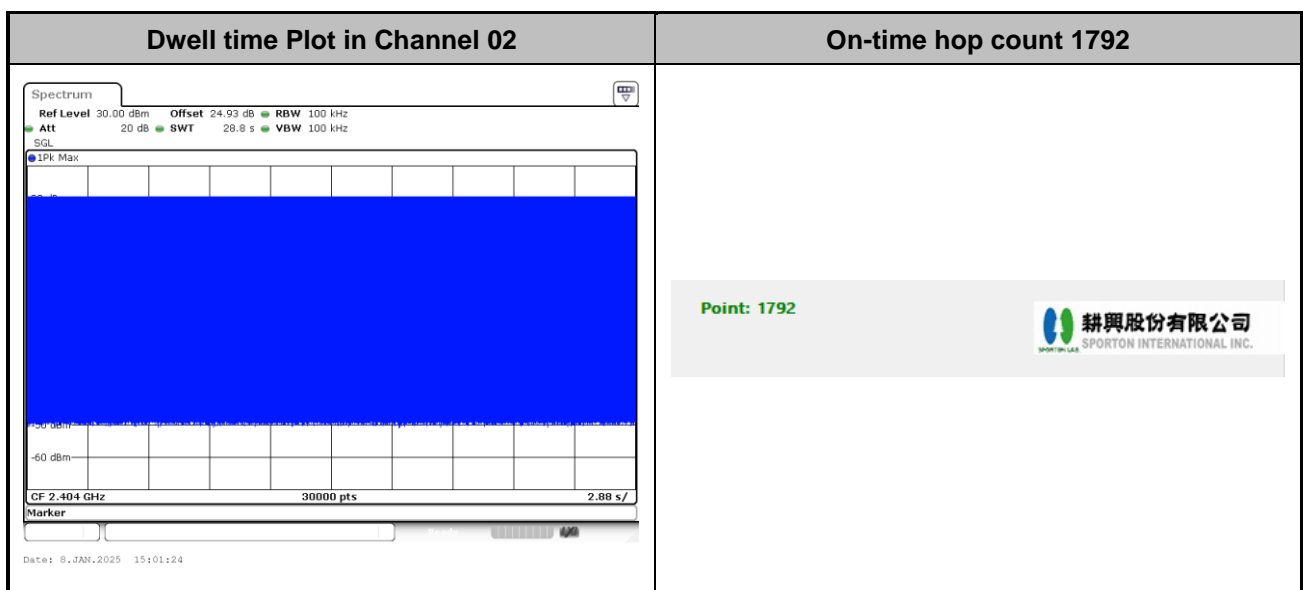 Dwell time Plot in Channel 02
On-time hop count 1792
Spectrum
Ref Level 30.00 dBm Offset 24.93 dB RBW 100 kHz
Att 20 dB SWT 28.8 s VBW 100 kHz
SGL
1Pk Max
-60 dBm
CF 2.404 GHz 30000 pts 2.88 s/
Marker
Date: 8.JAN.2025 15:01:24
Point: 1792
耕興股份有限公司
SPORTON INTERNATIONAL INC.